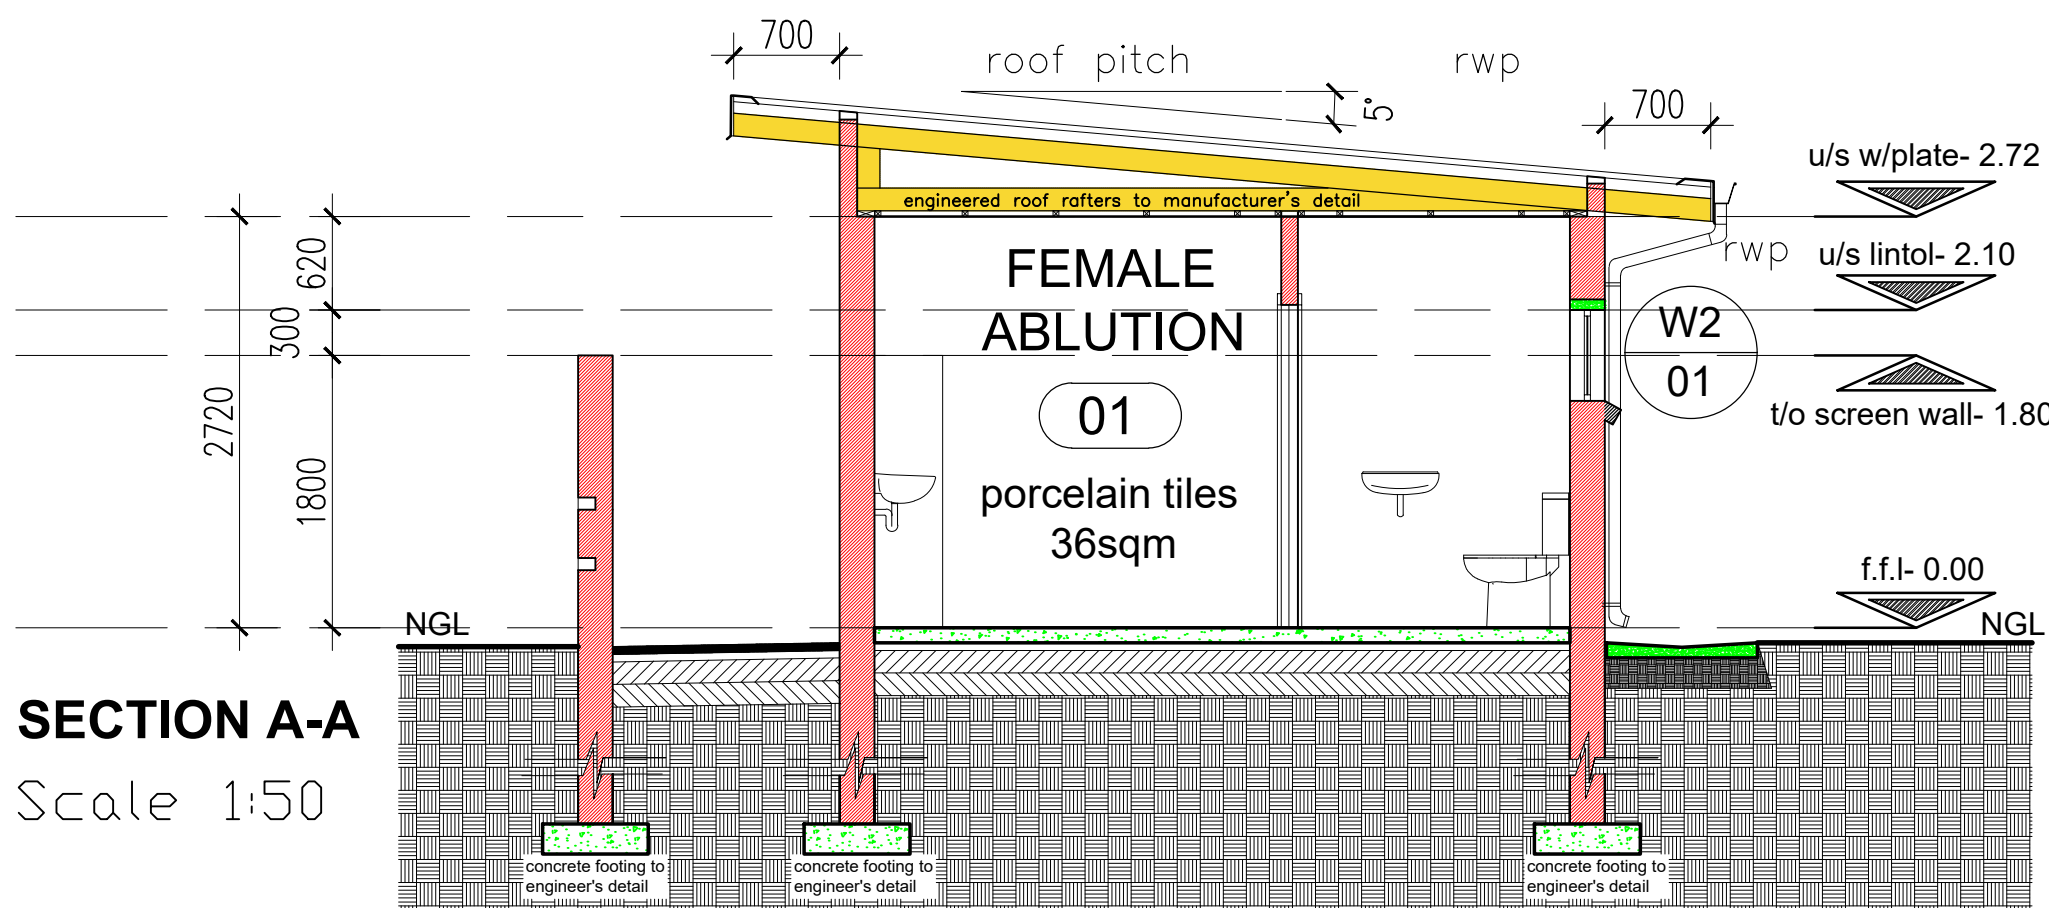 700
roof pitch
rwp
5°
700
u/s w/plate- 2.72
engineered roof rafters to manufacturer's detail
620
300
2720
1800
FEMALE
ABLUTION
01
porcelain tiles
36sqm
rwp
u/s lintol- 2.10
W2
01
t/o screen wall- 1.80
f.f.l- 0.00
NGL
NGL
SECTION A-A
Scale 1:50
concrete footing to
engineer's detail
concrete footing to
engineer's detail
concrete footing to
engineer's detail